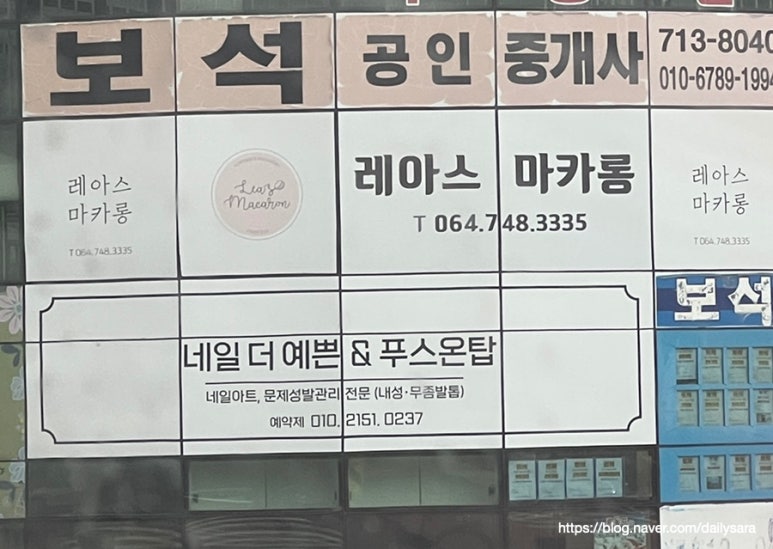 보석 공인 중개사 713-8040
010-6789-1994
레아스
마카롱
T 064.748.3335
Leaz
Macaron
레아스 마카롱
T 064.748.3335
레아스
마카롱
T 064.748.3335
보석
네일 더 예쁜 & 푸스온탑
네일아트, 문제성발관리 전문 (내성·무좀발톱)
예약제 010. 2151. 0237
https://blog.naver.com/dailysara